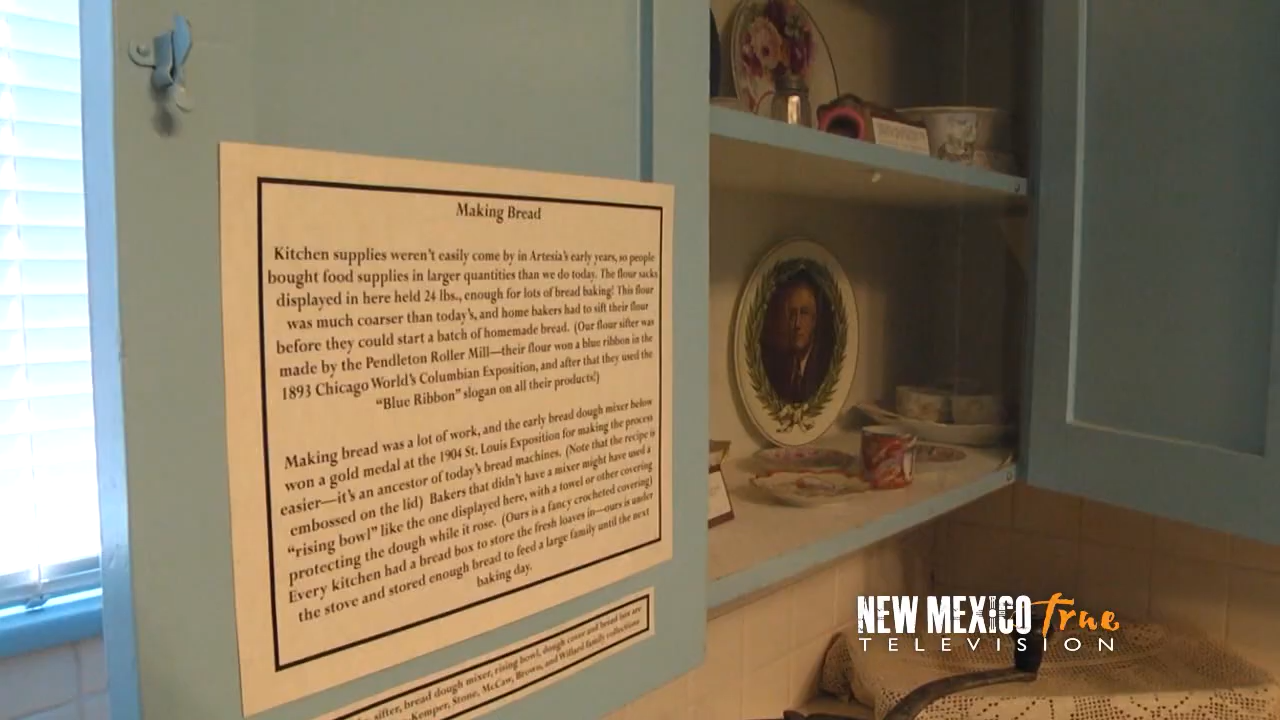 Making Bread
Kitchen supplies weren't easily come by in Artesia's early years, so people
bought food supplies in larger quantities than we do today. The flour sacks
displayed in here held 24 lbs., enough for lots of bread baking! This flour
was much coarser than today's, and home bakers had to sift their flour
before they could start a batch of homemade bread. (Our flour sifter was
made by the Pendleton Roller Mill—their flour won a blue ribbon in the
1893 Chicago World's Columbian Exposition, and after that they used the
"Blue Ribbon" slogan on all their products!)
Making bread was a lot of work, and the early bread dough mixer below
won a gold medal at the 1904 St. Louis Exposition for making the process
easier—it's an ancestor of today's bread machines. (Note that the recipe is
embossed on the lid) Bakers that didn't have a mixer might have used a
"rising bowl" like the one displayed here, with a towel or other covering
protecting the dough while it rose. (Ours is a fancy crocheted covering)
Every kitchen had a bread box to store the fresh loaves in—ours is under
the stove and stored enough bread to feed a large family until the next
baking day.
sifter, bread dough mixer, rising bowl, dough cover and bread box are
Kemper, Stone, McCaw, Brown, and Willard family collections
NEW MEXICO True
TELEVISION